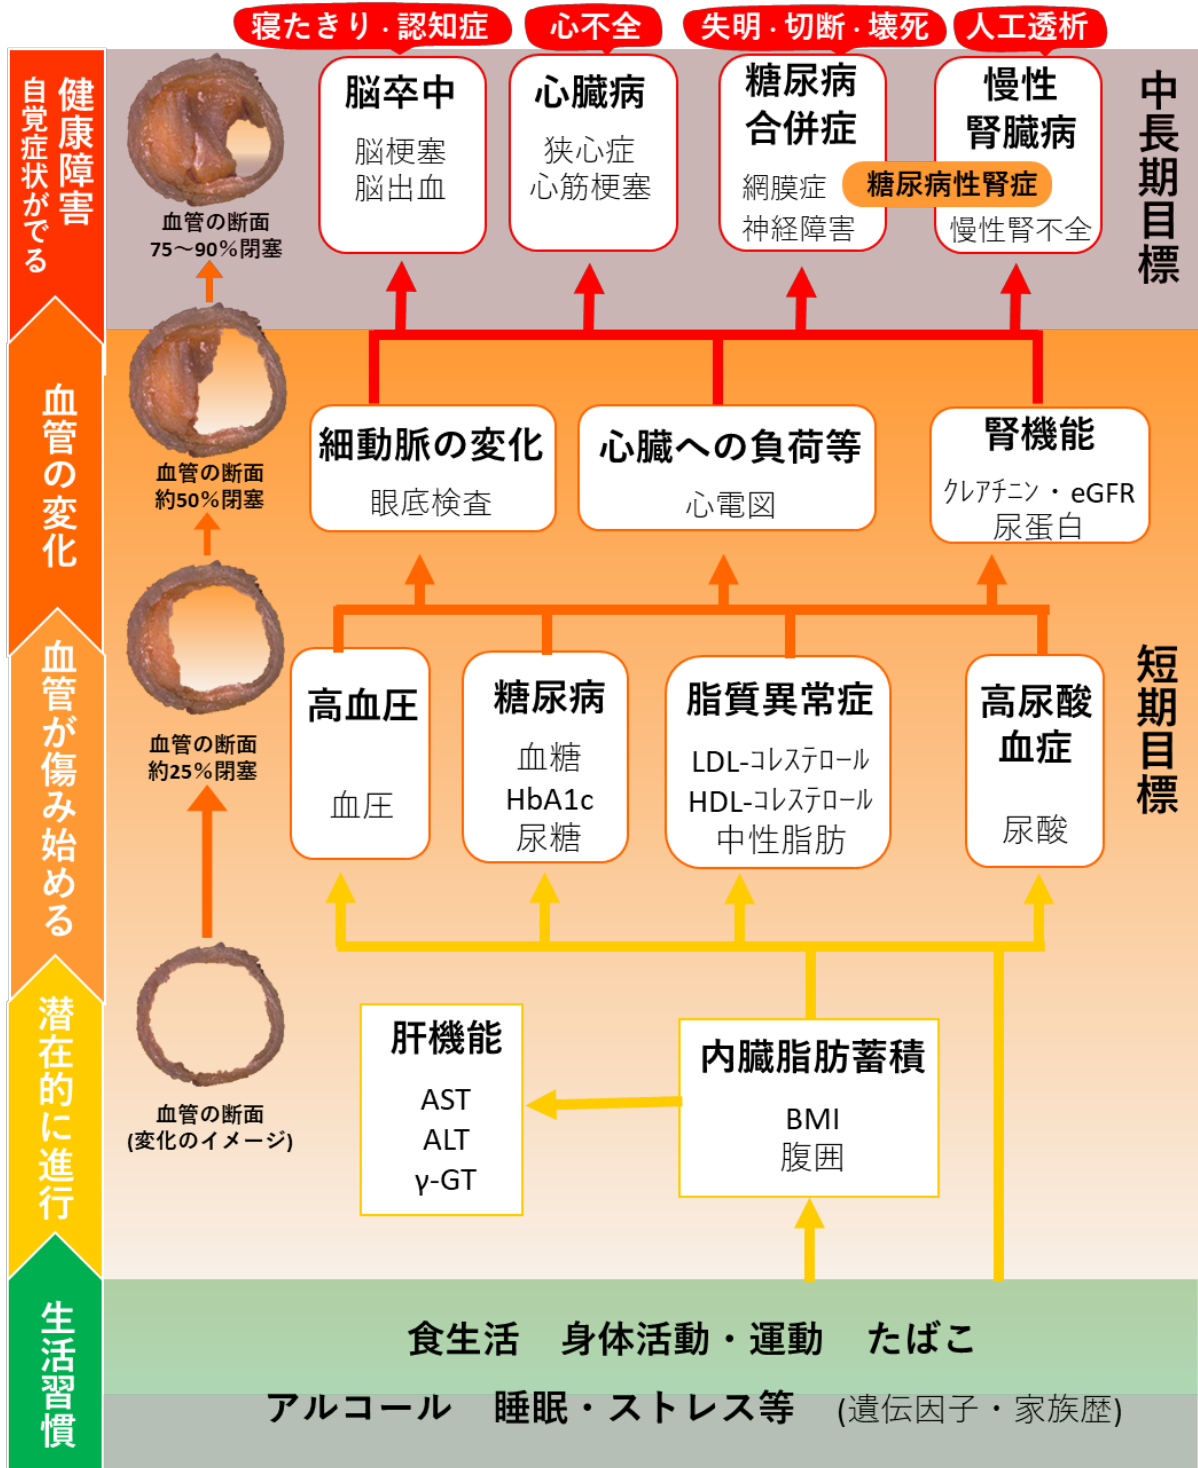 寝たきり・認知症
心不全
失明・切断・壊死
人工透析
健康障害
自覚症状がでる
血管の断面
75～90％閉塞
脳卒中
脳梗塞
脳出血
心臓病
狭心症
心筋梗塞
糖尿病
合併症
網膜症
神経障害
糖尿病性腎症
慢性
腎臓病
慢性腎不全
中長期目標
血管の変化
血管の断面
約50％閉塞
細動脈の変化
眼底検査
心臓への負荷等
心電図
腎機能
ｸﾚｱﾁﾆﾝ・eGFR
尿蛋白
血管が傷み始める
血管の断面
約25％閉塞
高血圧
血圧
糖尿病
血糖
HbA1c
尿糖
脂質異常症
LDL-ｺﾚｽﾃﾛｰﾙ
HDL-ｺﾚｽﾃﾛｰﾙ
中性脂肪
高尿酸
血症
尿酸
短期目標
潜在的に進行
血管の断面
(変化のイメージ)
肝機能
AST
ALT
γ-GT
内臓脂肪蓄積
BMI
腹囲
生活習慣
食生活　身体活動・運動　たばこ
アルコール　睡眠・ストレス等　(遺伝因子・家族歴)